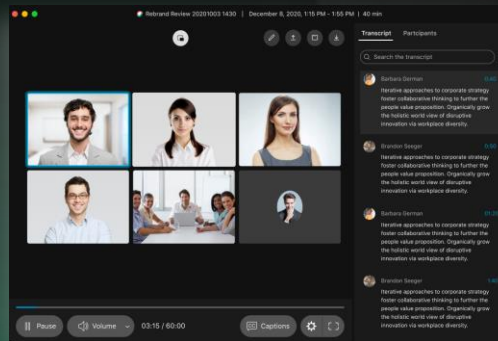 Rebrand Review 20201003 1430 | December 8, 2020, 1:15 PM - 1:55 PM | 40 min
Transcript Participants
Search the transcript
Barbara German 0:40
Iterative approaches to corporate strategy
foster collaborative thinking to further the
people value proposition. Organically grow
the holistic world view of disruptive
innovation via workplace diversity.
Brandon Seeger 0:50
Iterative approaches to corporate strategy
foster collaborative thinking to further the
people value proposition. Organically grow
the holistic world view of disruptive
innovation via workplace diversity.
Barbara German
Iterative approaches to corporate strategy
foster collaborative thinking to further the
people value proposition. Organically grow
the holistic world view of disruptive
innovation via workplace diversity.
Brandon Seeger
Iterative approaches to corporate strategy
foster collaborative thinking to further the
people value proposition. Organically grow
the holistic world view of disruptive
innovation via workplace diversity.
Pause Volume 03:15 / 60:00 Captions